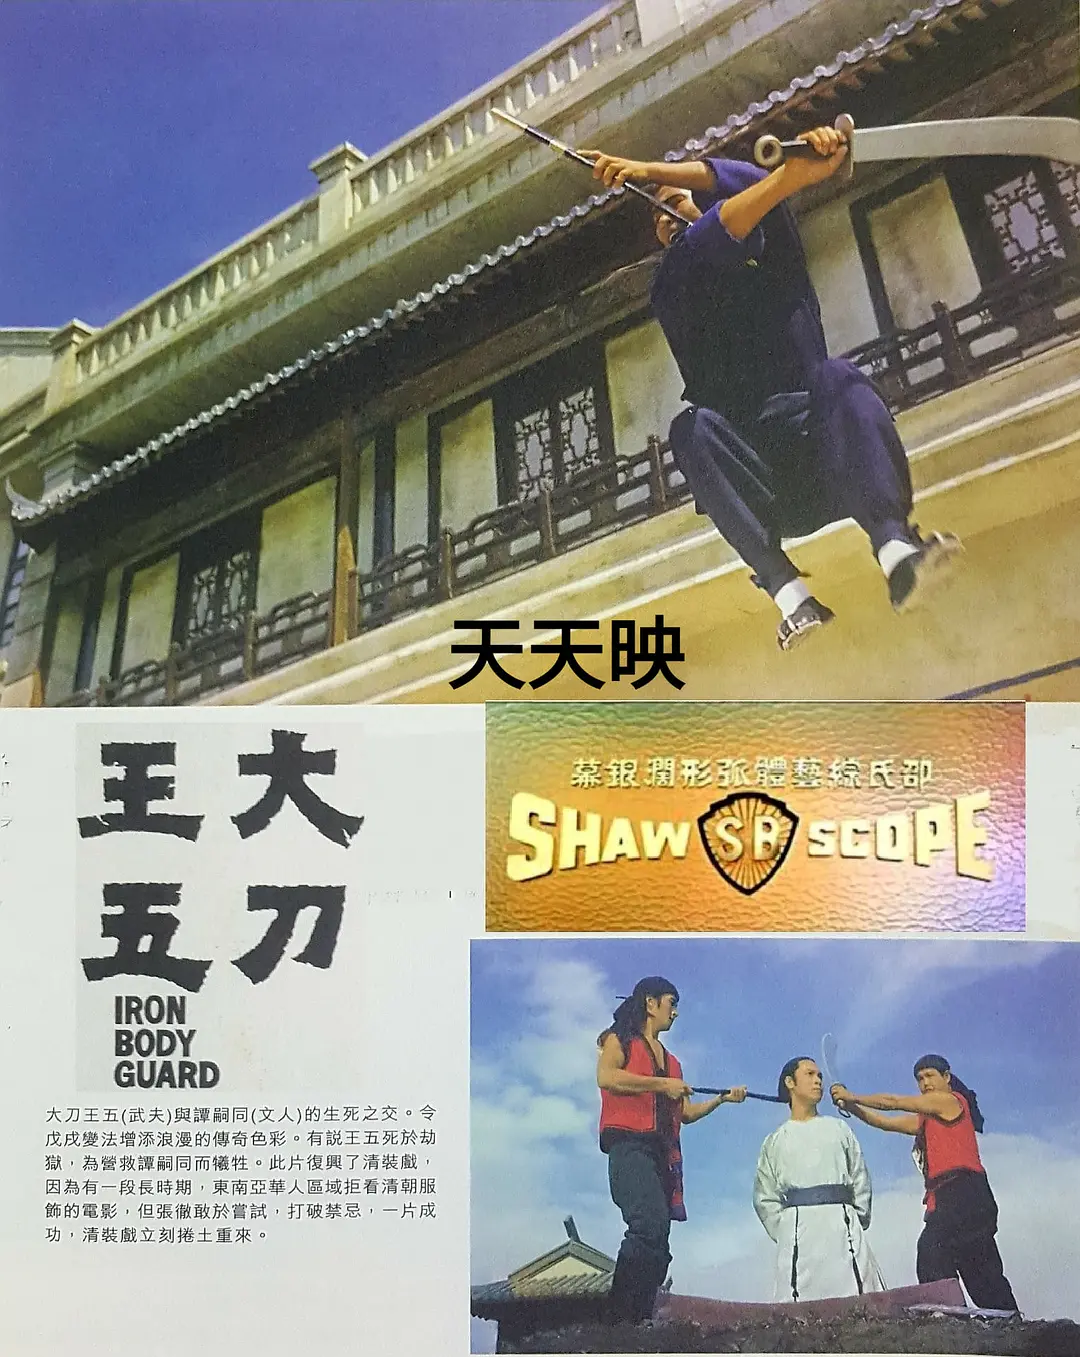 天天映
大刀
王五
IRON
BODY
GUARD
邵氏綜藝體弧形濶銀幕
SHAW SB SCOPE
大刀王五(武夫)與譚嗣同(文人)的生死之交。令
戊戌變法增添浪漫的傳奇色彩。有説王五死於劫
獄，為營救譚嗣同而犧牲。此片復興了清裝戲，
因為有一段長時期，東南亞華人區域拒看清朝服
飾的電影，但張徹敢於嘗試，打破禁忌，一片成
功，清裝戲立刻捲土重來。